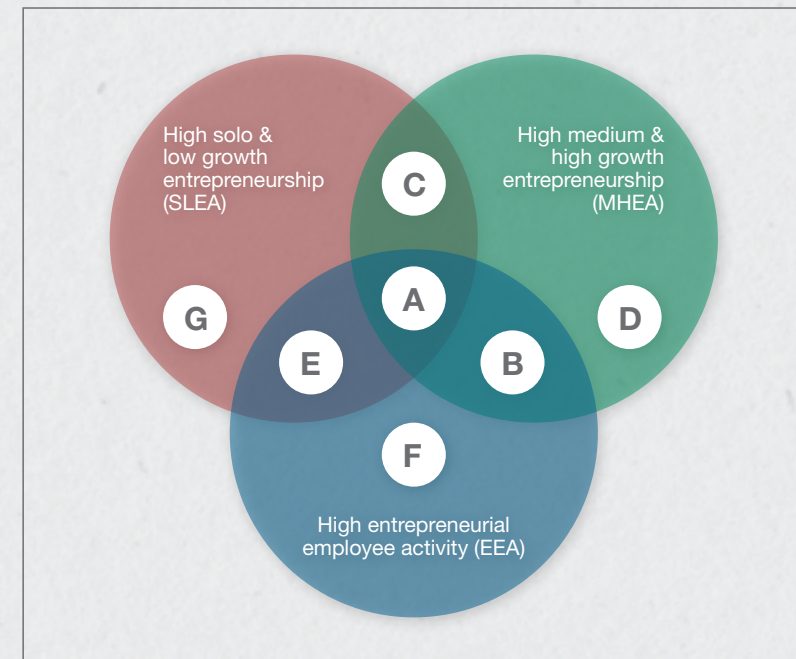 High solo &
low growth
entrepreneurship
(SLEA)
High medium &
high growth
entrepreneurship
(MHEA)
C
A
G
D
E
B
F
High entrepreneurial
employee activity (EEA)